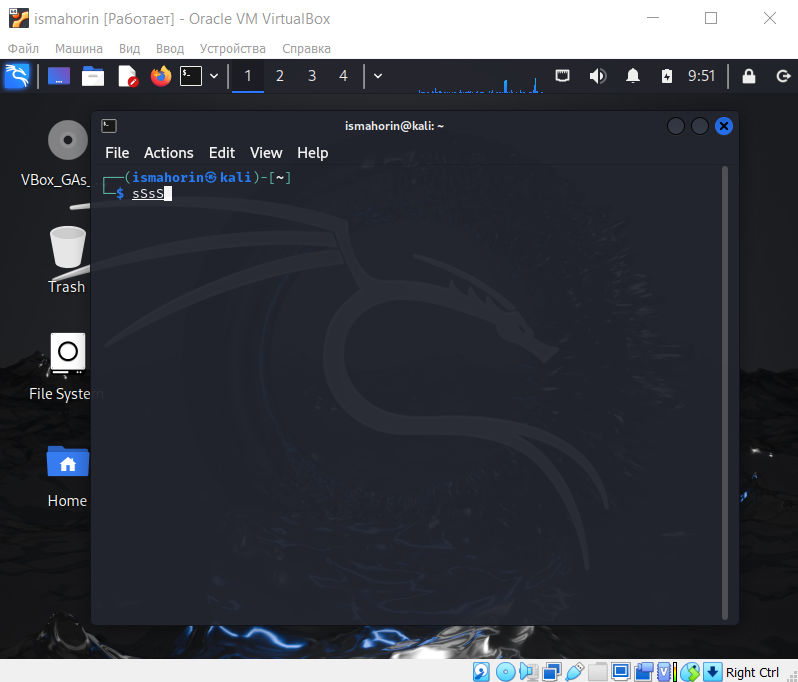 ismahorin [Работает] - Oracle VM VirtualBox
Файл Машина Вид Ввод Устройства Справка
1 2 3 4 9:51
ismahorin@kali: ~
File Actions Edit View Help
┌──(ismahorin㉿kali)-[~]
└─$ sSsS
VBox_GAs_
Trash
File Syste
Home
Right Ctrl